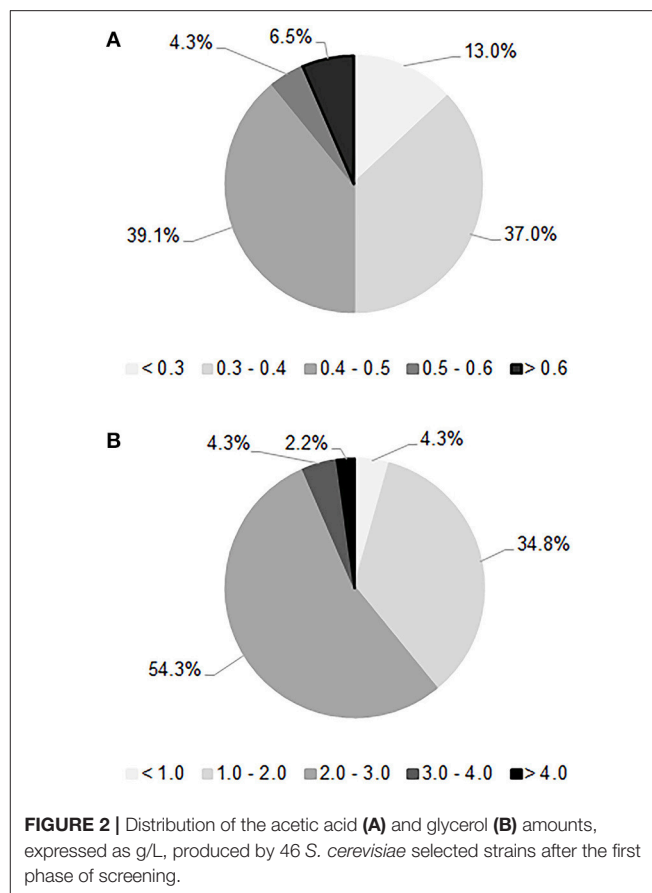 A
6.5%
4.3%
13.0%
39.1%
37.0%
< 0.3 0.3 - 0.4 0.4 - 0.5 0.5 - 0.6 > 0.6
B
4.3% 2.2% 4.3%
34.8%
54.3%
< 1.0 1.0 - 2.0 2.0 - 3.0 3.0 - 4.0 > 4.0
FIGURE 2 | Distribution of the acetic acid (A) and glycerol (B) amounts,
expressed as g/L, produced by 46 S. cerevisiae selected strains after the first
phase of screening.